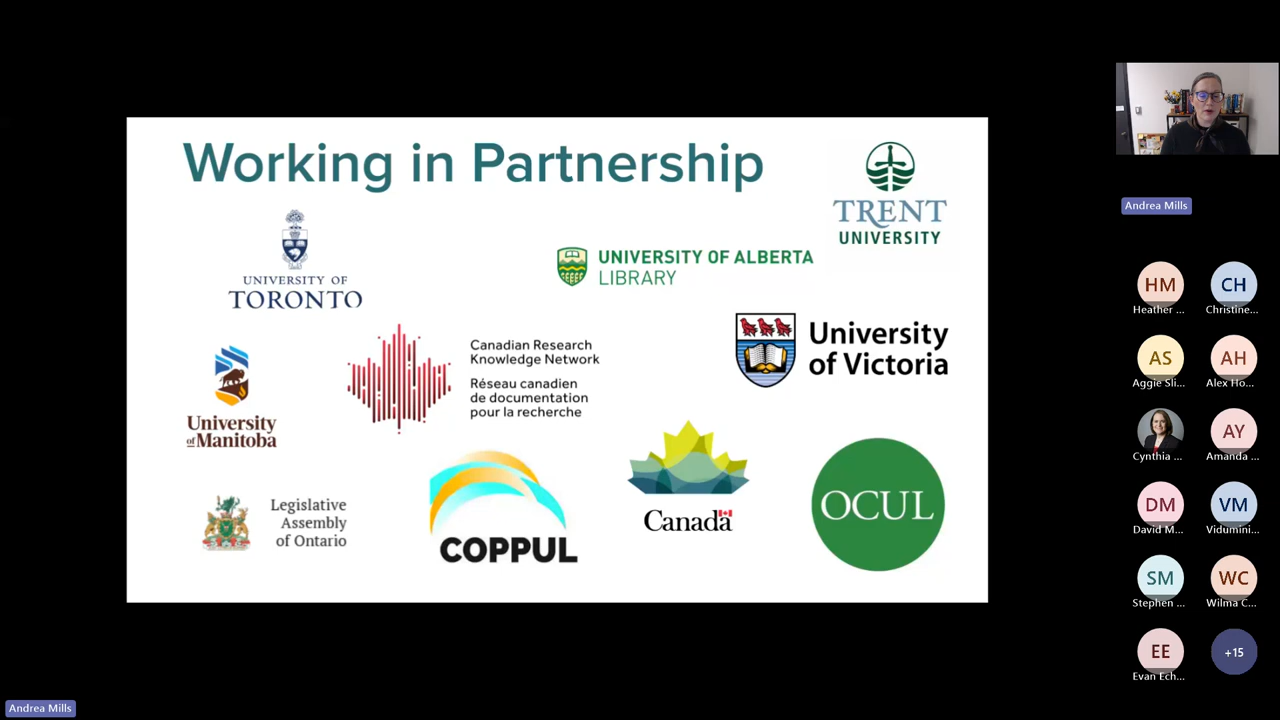 Working in Partnership
TRENT
UNIVERSITY
UNIVERSITY OF
TORONTO
UNIVERSITY OF ALBERTA
LIBRARY
Canadian Research
Knowledge Network
Réseau canadien
de documentation
pour la recherche
University
of Victoria
University
of Manitoba
Legislative
Assembly
of Ontario
COPPUL
Canada
OCUL
Andrea Mills
HM
Heather ...
CH
Christine...
AS
Aggie Sli...
AH
Alex Ho...
Cynthia ...
AY
Amanda ...
DM
David M...
VM
Vidumini...
SM
Stephen ...
WC
Wilma C...
EE
Evan Ech...
+15
Andrea Mills